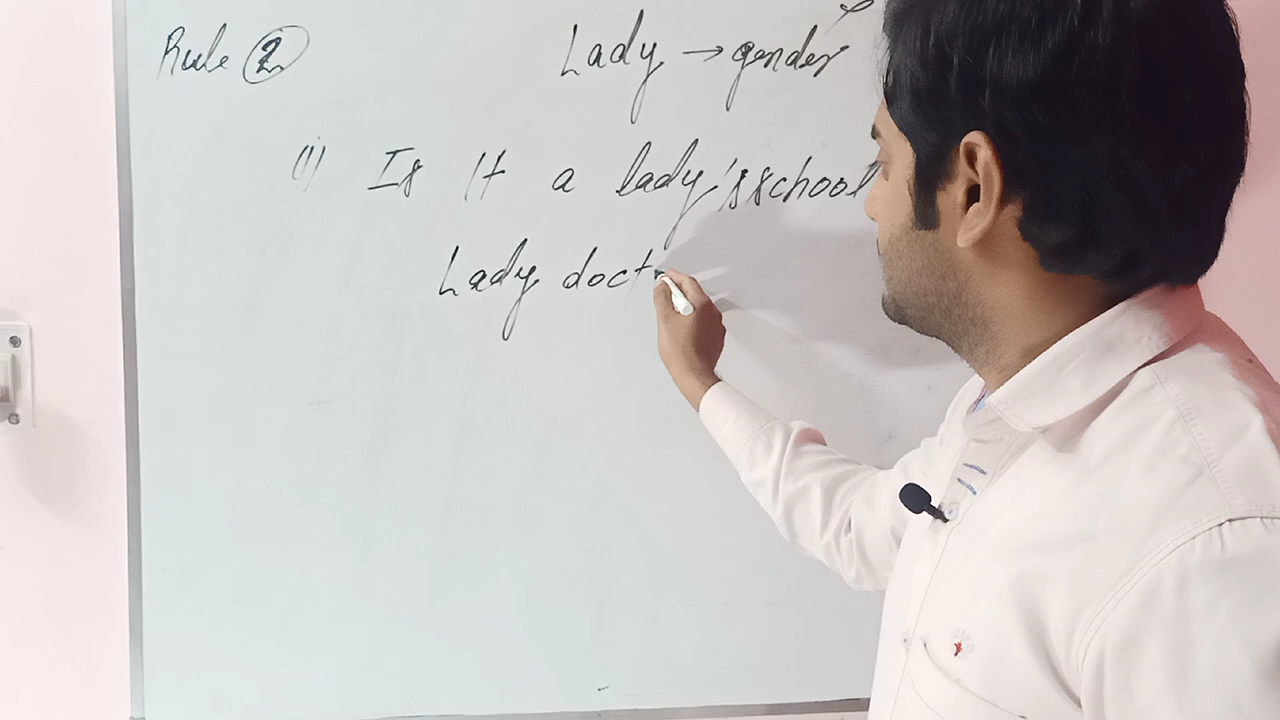 Rule 2
Lady → gender
(i) Is It a lady's school
Lady doct